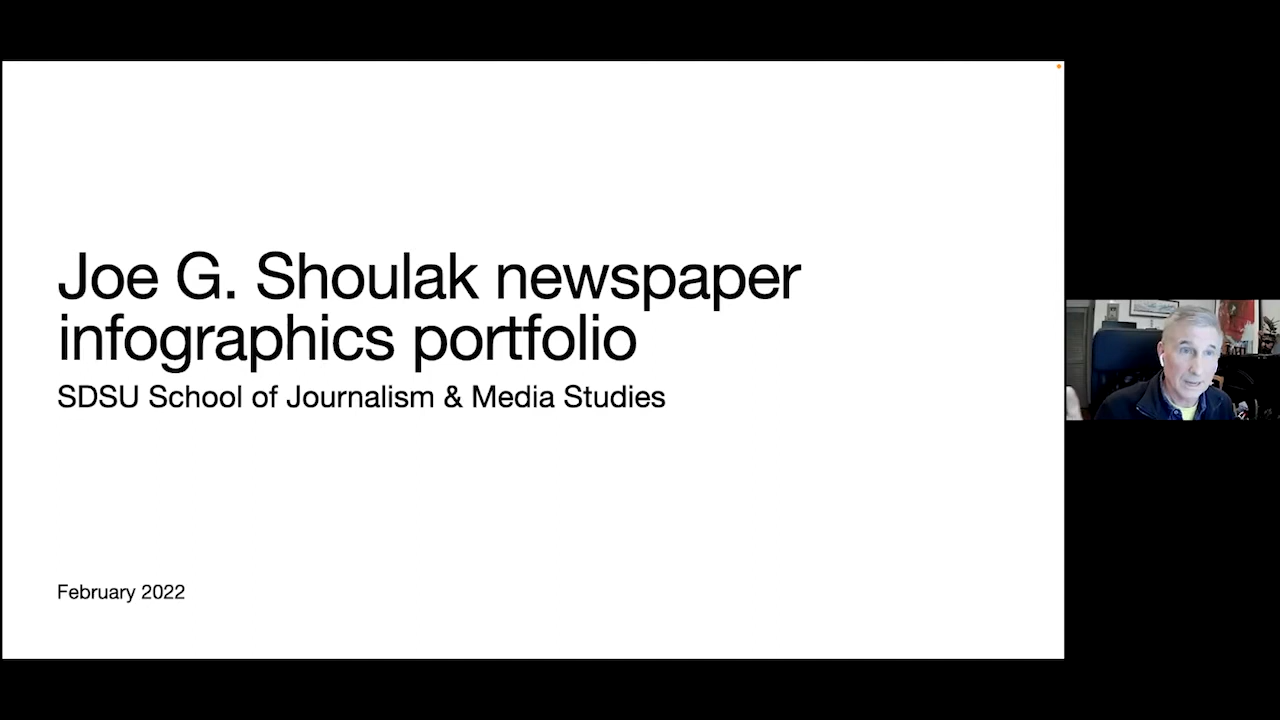 Joe G. Shoulak newspaper
infographics portfolio
SDSU School of Journalism & Media Studies
February 2022